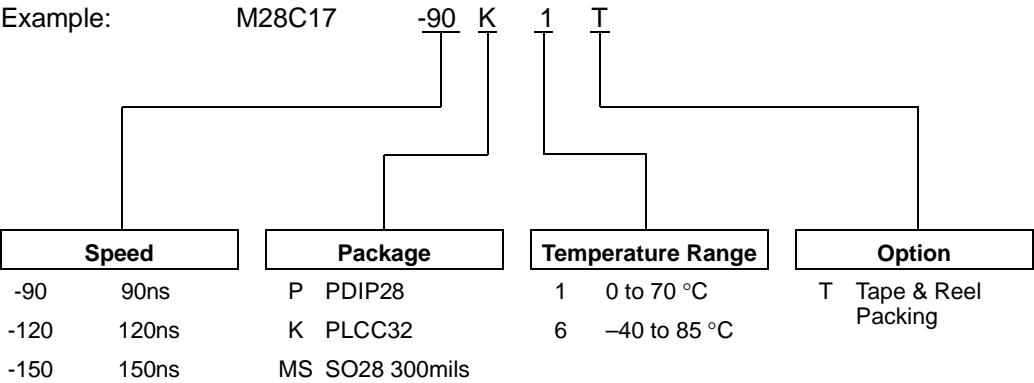 Example: M28C17 -90 K 1 T
Speed Package Temperature Range Option
-90 90ns P PDIP28 1 0 to 70 °C T Tape & Reel
Packing
-120 120ns K PLCC32 6 –40 to 85 °C
-150 150ns MS SO28 300mils